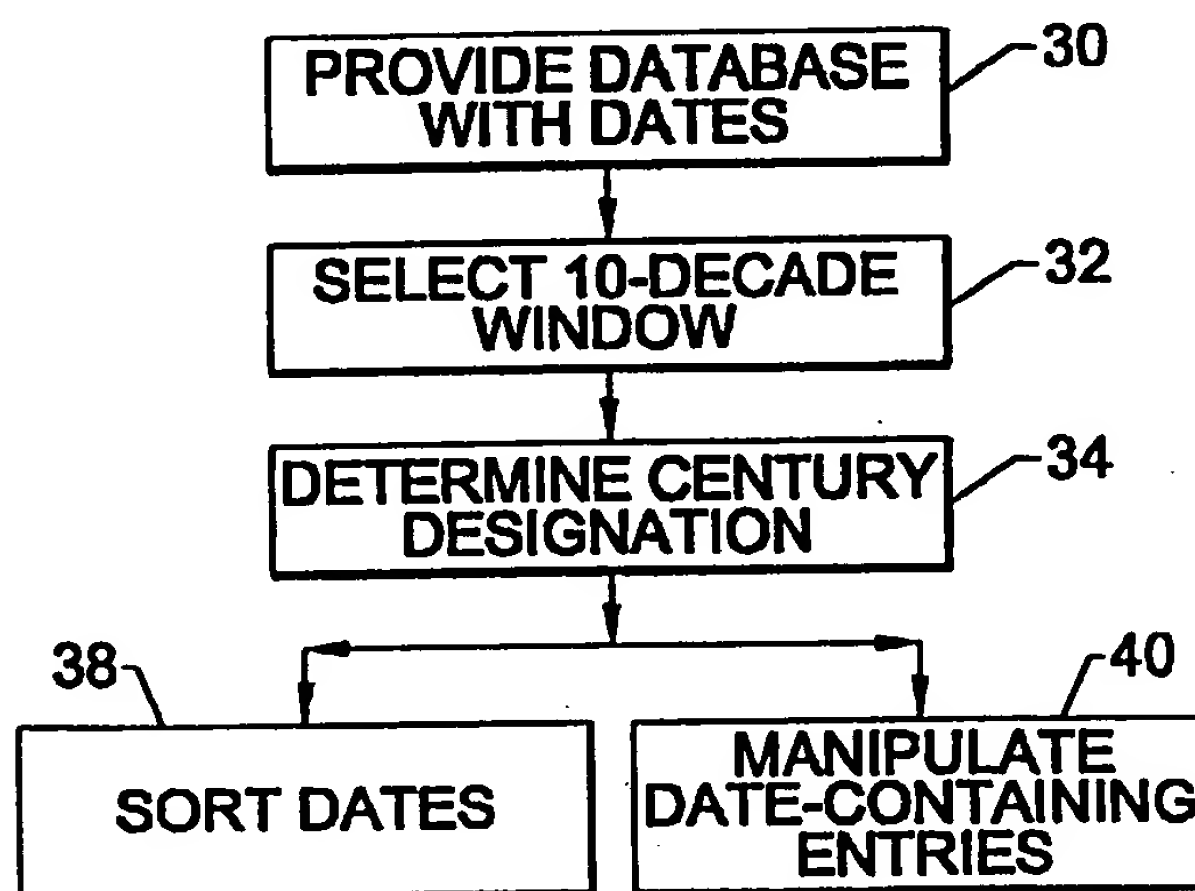 PROVIDE DATABASE
WITH DATES
30
SELECT 10-DECADE
WINDOW
32
DETERMINE CENTURY
DESIGNATION
34
38
SORT DATES
40
MANIPULATE
DATE-CONTAINING
ENTRIES